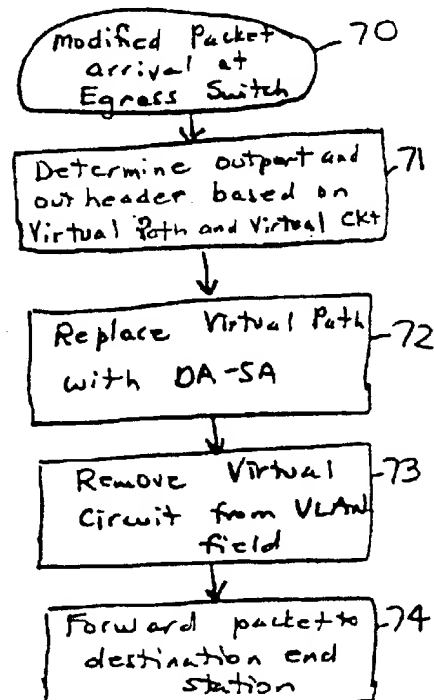 Modified Packet 70
arrival at
Egress Switch
Determine outport and 71
out header based on
Virtual Path and Virtual Ckt
Replace Virtual Path 72
with DA-SA
Remove Virtual 73
Circuit from VLAN
field
Forward packet to 74
destination end
station